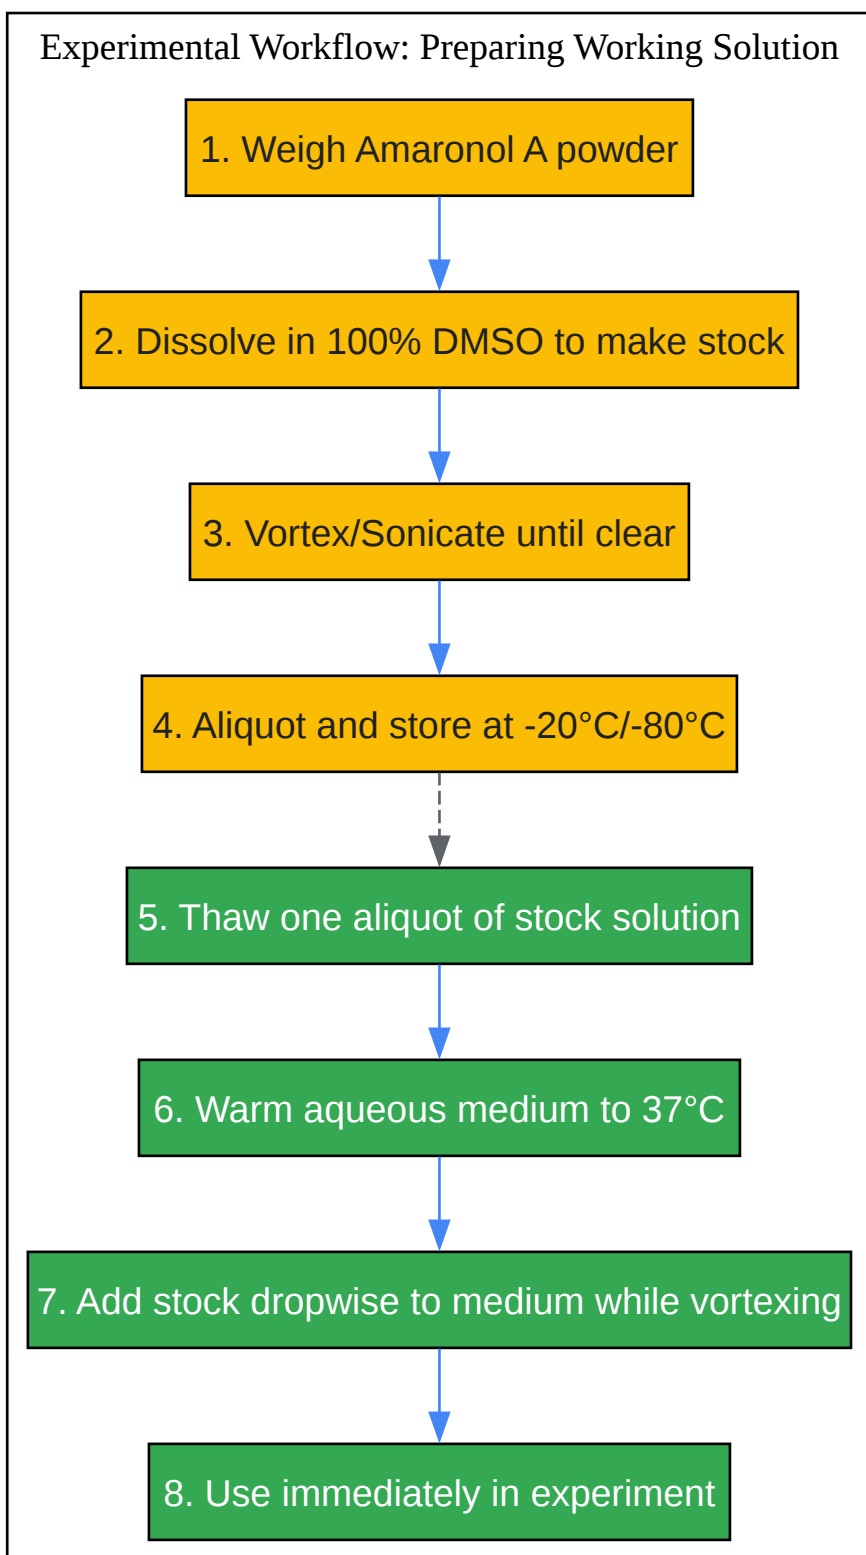 Experimental Workflow: Preparing Working Solution
1. Weigh Amaronol A powder
2. Dissolve in 100% DMSO to make stock
3. Vortex/Sonicate until clear
4. Aliquot and store at -20°C/-80°C
5. Thaw one aliquot of stock solution
6. Warm aqueous medium to 37°C
7. Add stock dropwise to medium while vortexing
8. Use immediately in experiment